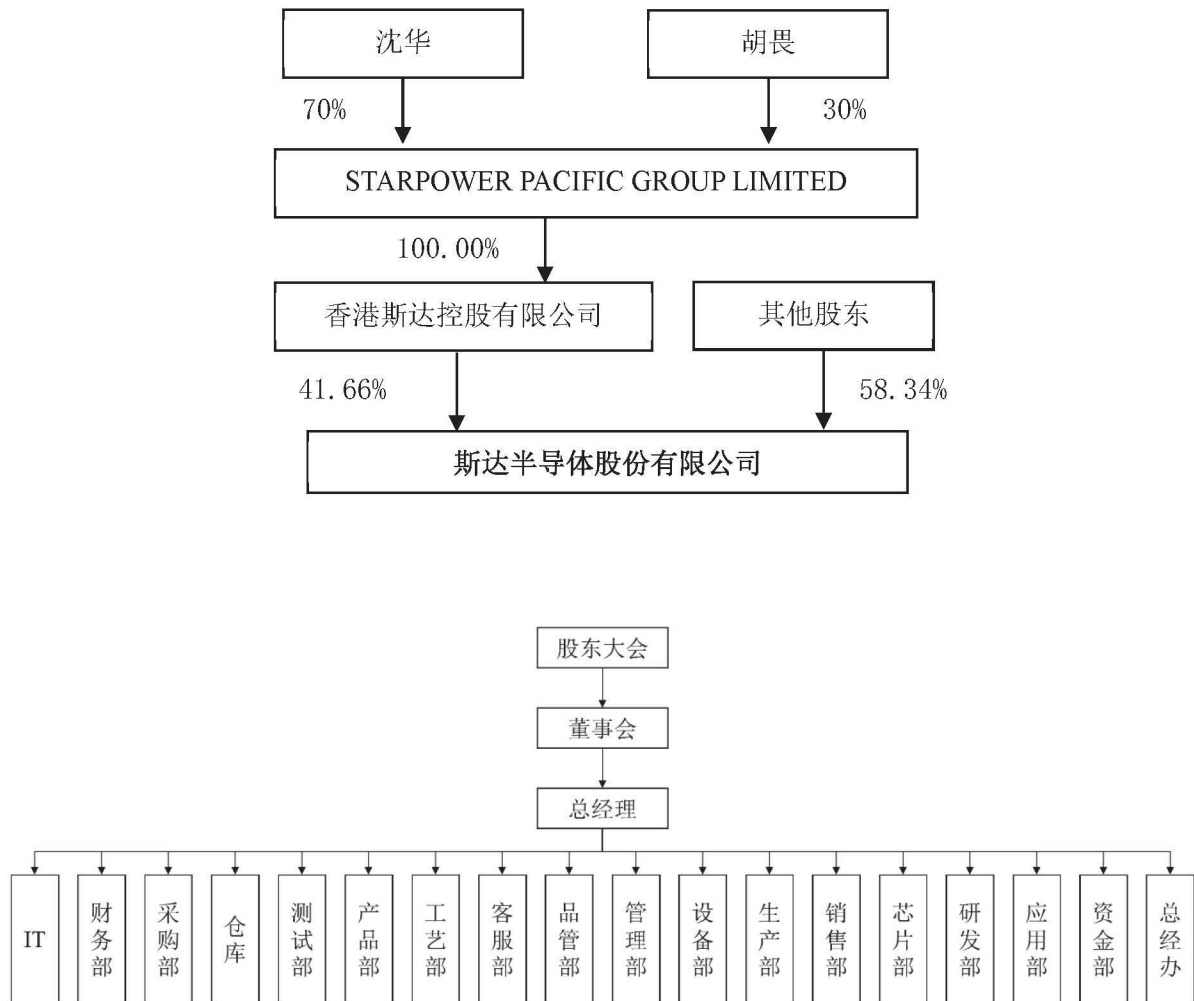 沈华
胡畏
70%
30%
STARPOWER PACIFIC GROUP LIMITED
100.00%
香港斯达控股有限公司
其他股东
41.66%
58.34%
斯达半导体股份有限公司
股东大会
董事会
总经理
IT
财务部
采购部
仓库
测试部
产品部
工艺部
客服部
品管部
管理部
设备部
生产部
销售部
芯片部
研发部
应用部
资金部
总经办